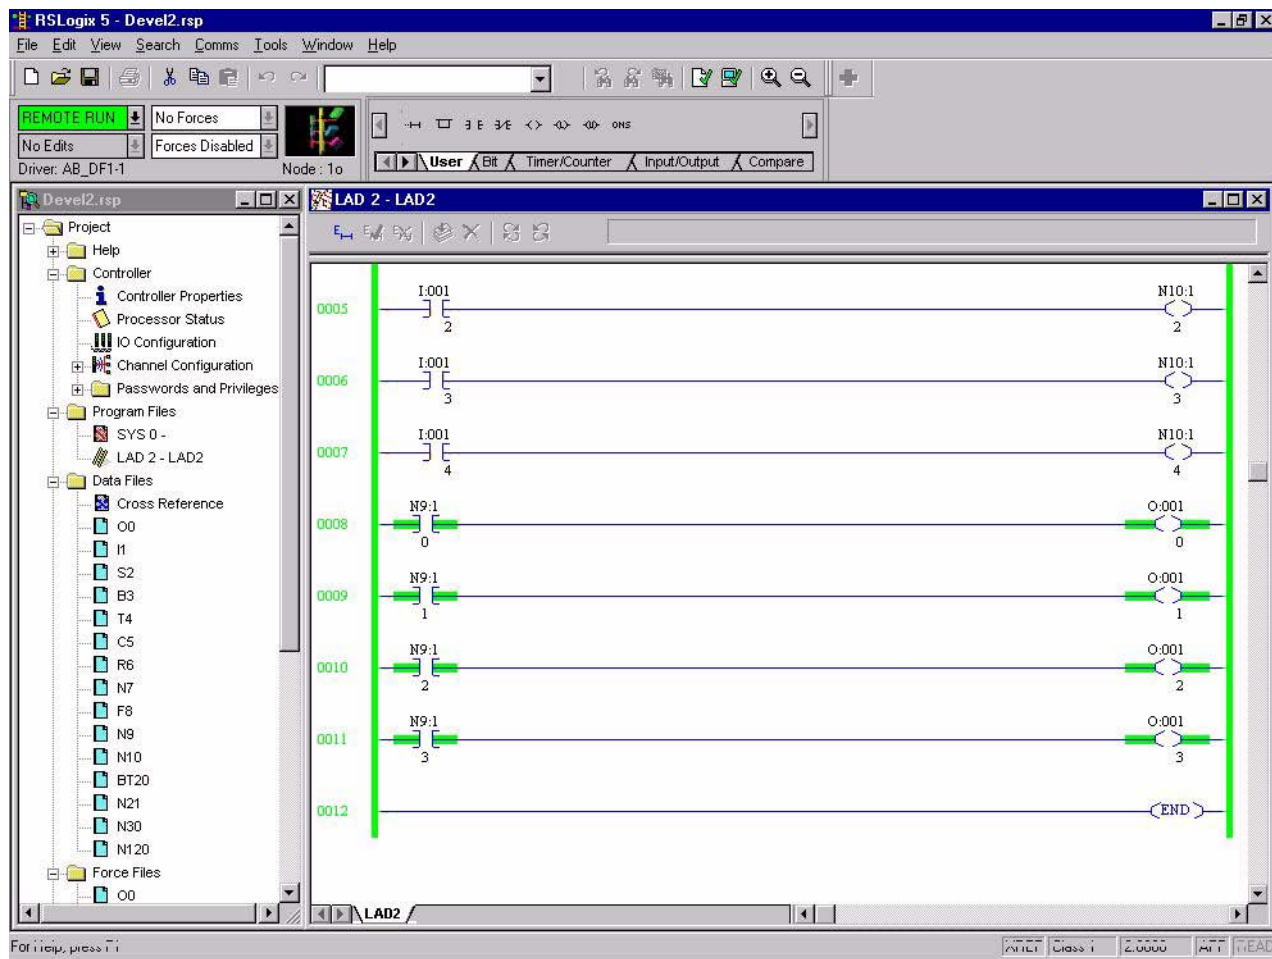 RSLogix 5 - Devel2.rsp
File Edit View Search Comms Tools Window Help
REMOTE RUN
No Forces
No Edits
Forces Disabled
Driver: AB_DF1-1
Node : 1o
ONS
User Bit Timer/Counter Input/Output Compare
Devel2.rsp
Project
Help
Controller
Controller Properties
Processor Status
IO Configuration
Channel Configuration
Passwords and Privileges
Program Files
SYS 0 -
LAD 2 - LAD2
Data Files
Cross Reference
O0
I1
S2
B3
T4
C5
R6
N7
F8
N9
N10
BT20
N21
N30
N120
Force Files
O0
LAD 2 - LAD2
I:001 N10:1
0005
2 2
I:001 N10:1
0006
3 3
I:001 N10:1
0007
4 4
N9:1 O:001
0008
0 0
N9:1 O:001
0009
1 1
N9:1 O:001
0010
2 2
N9:1 O:001
0011
3 3
0012 END
LAD2
For Help, press F1